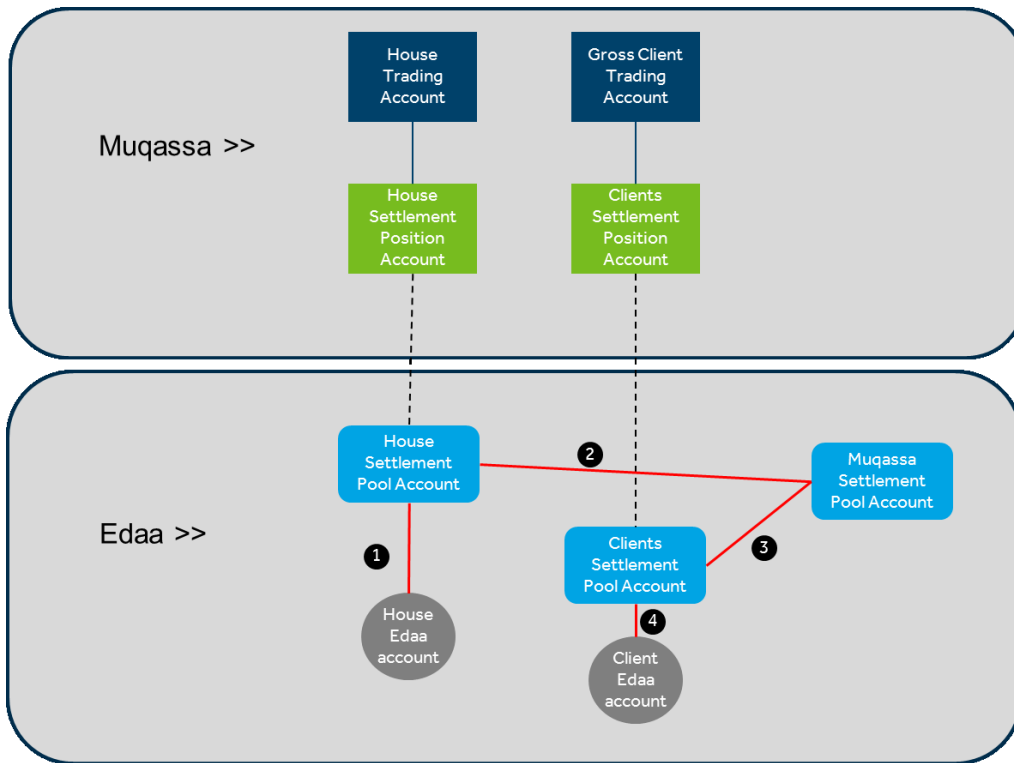 House
Trading
Account
Gross Client
Trading
Account
Muqassa >>
House
Settlement
Position
Account
Clients
Settlement
Position
Account
House
Settlement
Pool Account
2
Muqassa
Settlement
Pool Account
Edaa >>
1
Clients
Settlement
Pool Account
3
House
Edaa
account
4
Client
Edaa
account